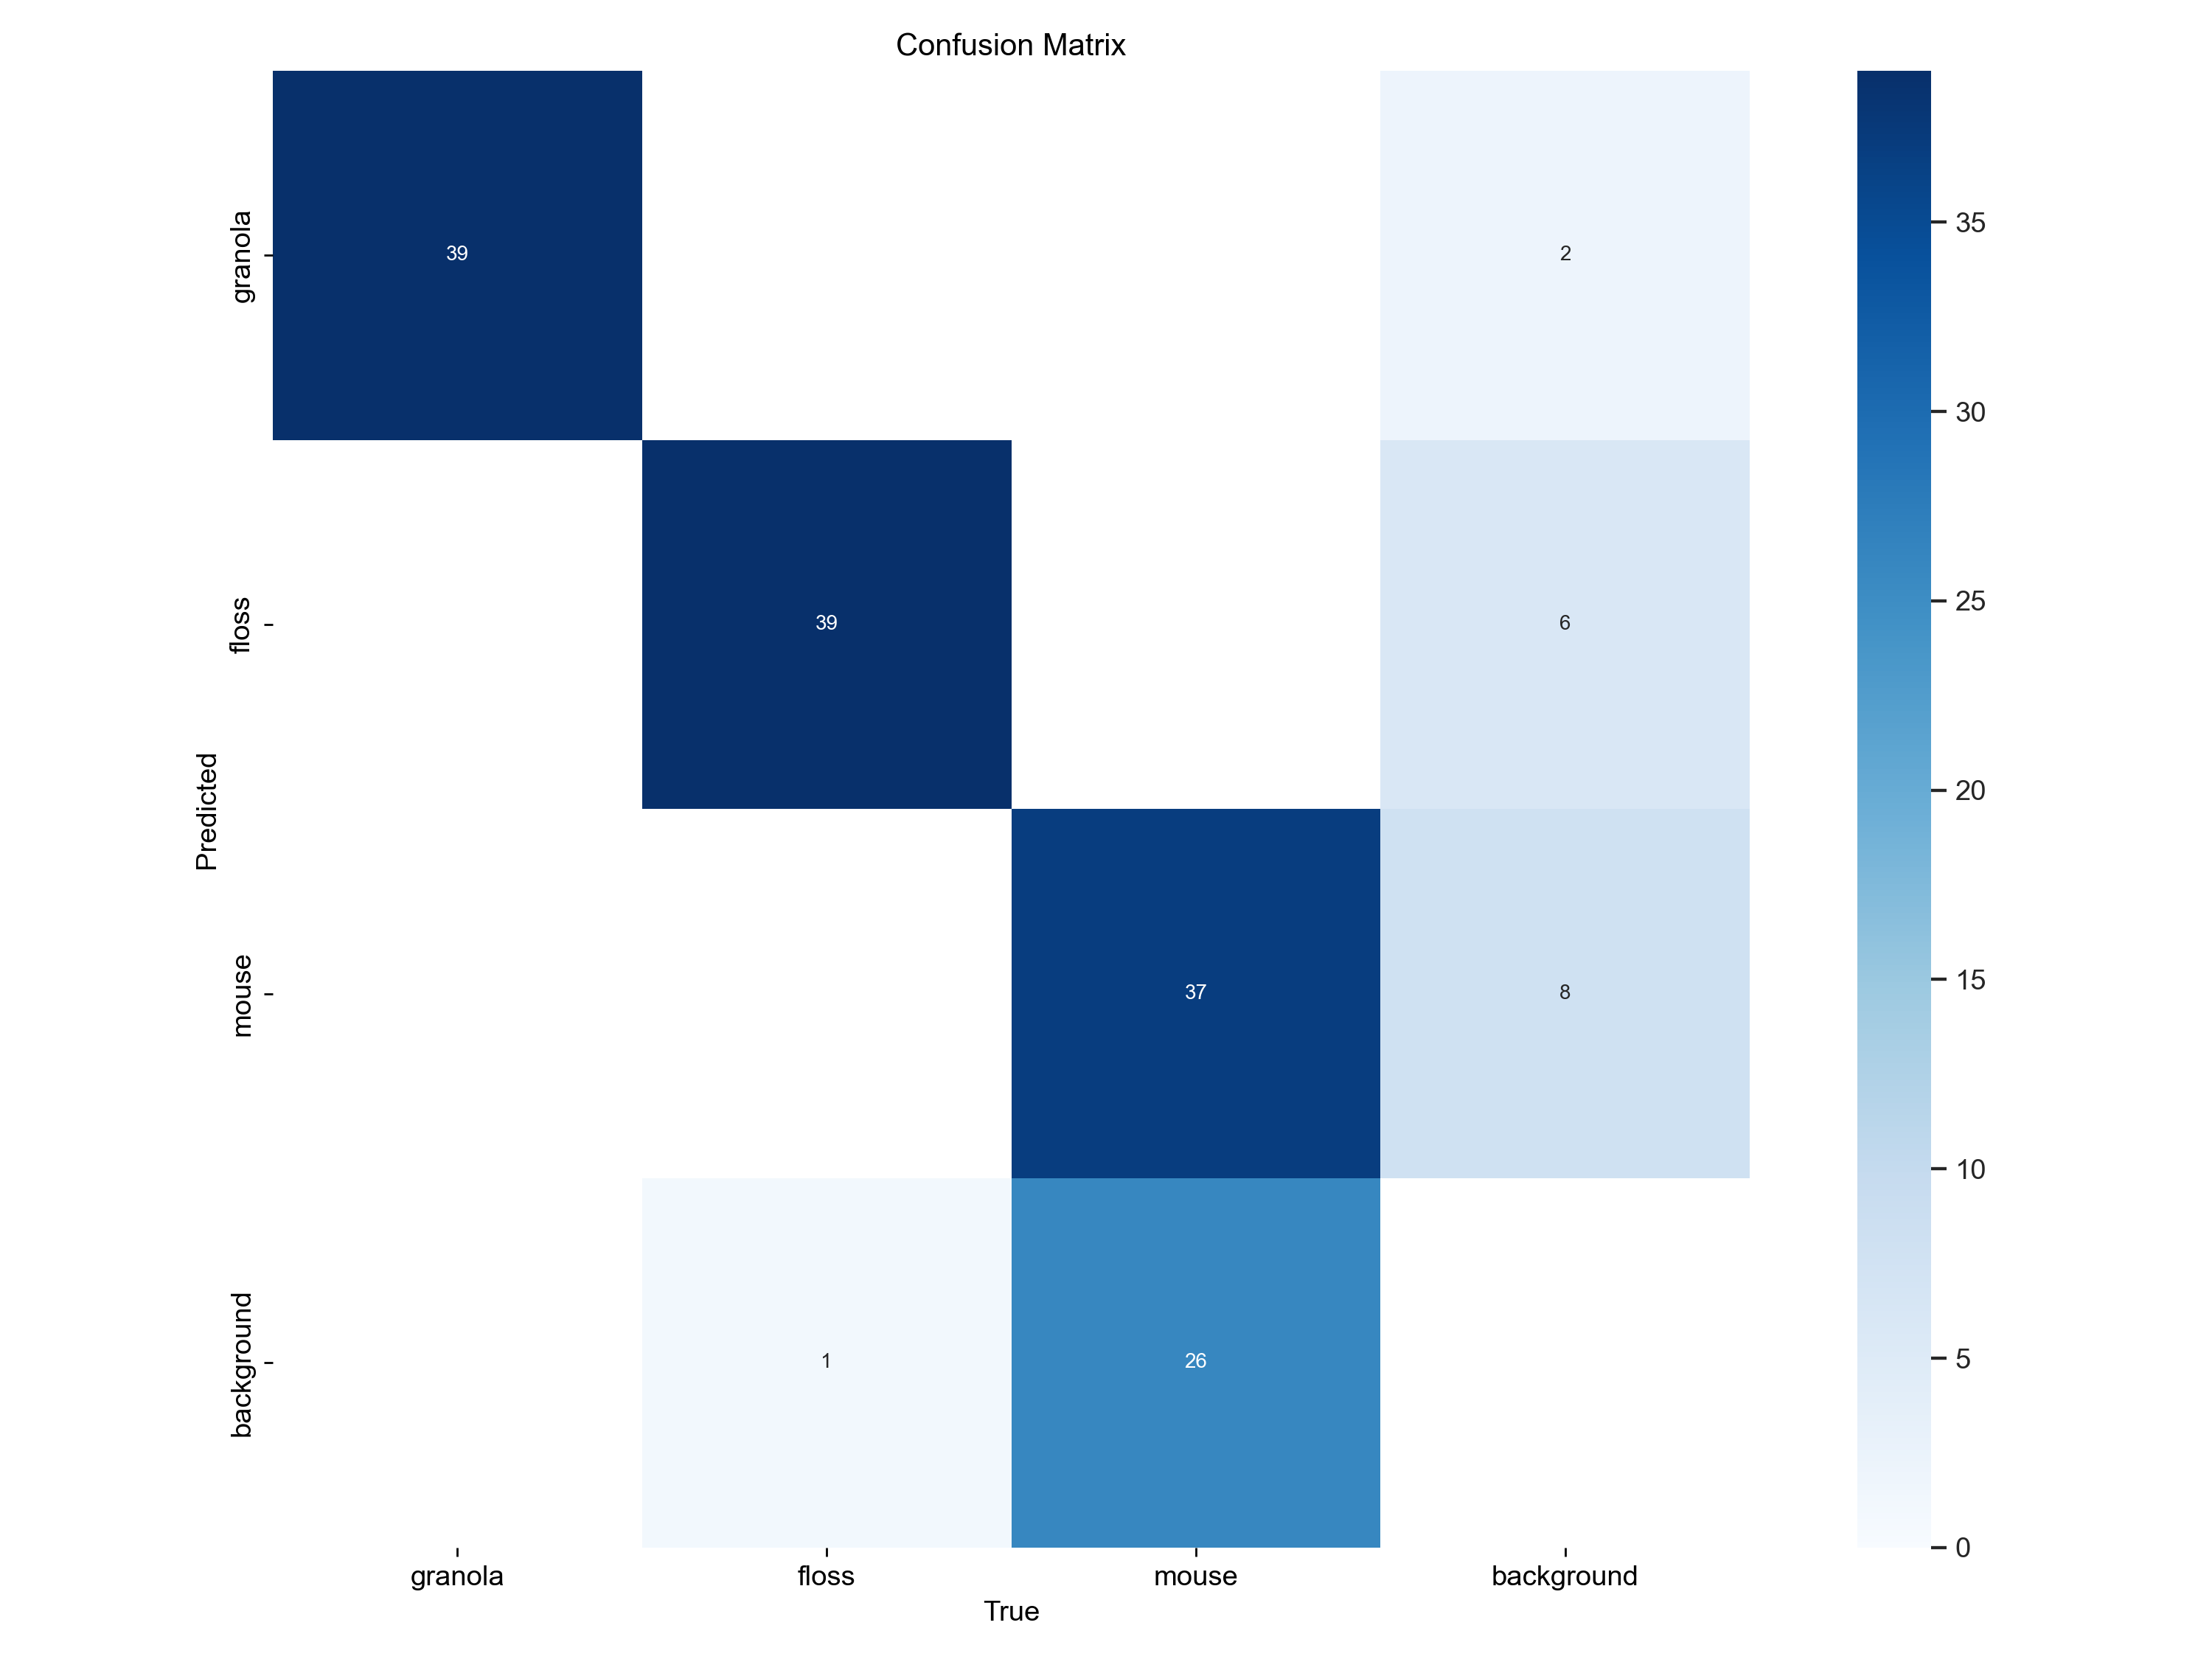 Confusion Matrix
granola
39
2
35
30
floss
39
6
25
20
Predicted
mouse
37
8
15
10
background
1
26
5
0
granola floss mouse background
True